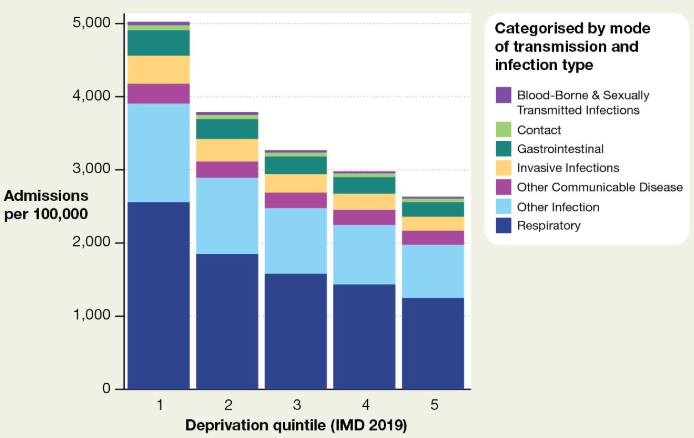 5,000
4,000
3,000
2,000
1,000
0
Admissions
per 100,000
1 2 3 4 5
Deprivation quintile (IMD 2019)
Categorised by mode
of transmission and
infection type
Blood-Borne & Sexually
Transmitted Infections
Contact
Gastrointestinal
Invasive Infections
Other Communicable Disease
Other Infection
Respiratory